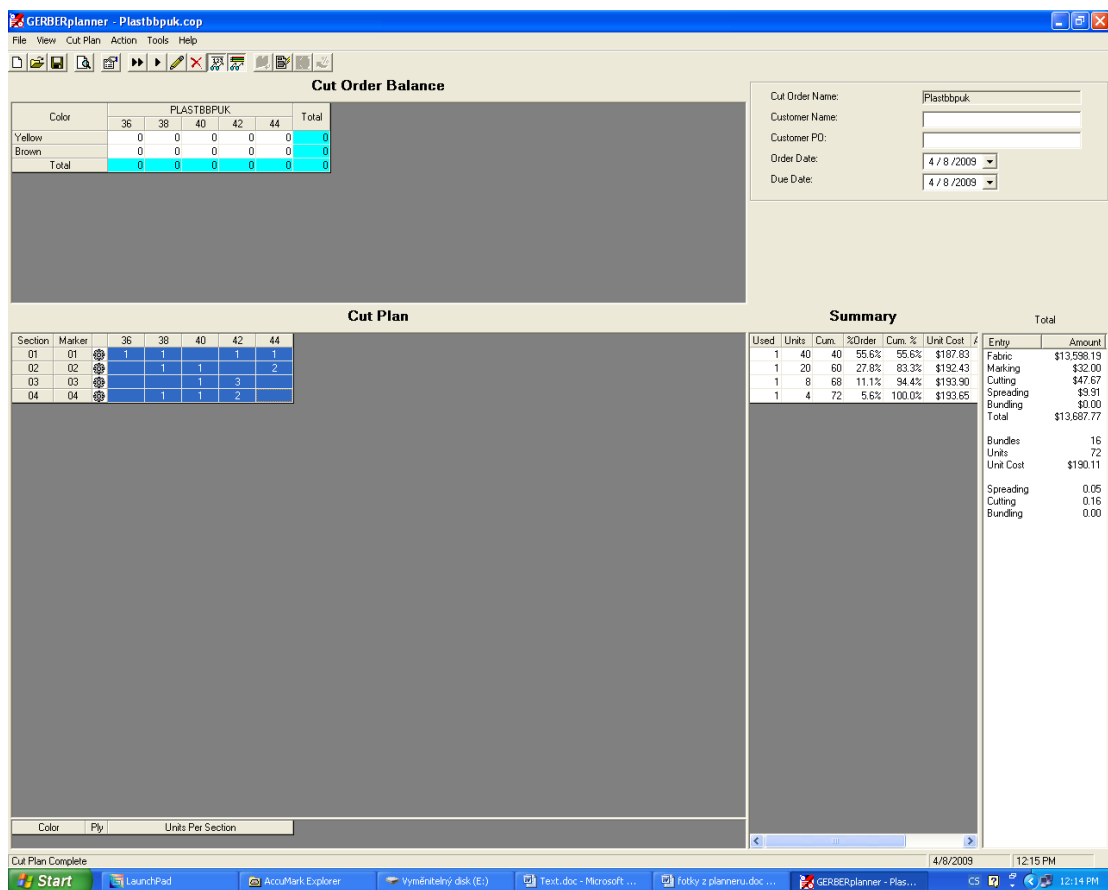 GERBERplanner - Plastbbpuk.cop
File View Cut Plan Action Tools Help
Cut Order Balance
Color PLASTBBPUK Total
36 38 40 42 44
Yellow 0 0 0 0 0 0
Brown 0 0 0 0 0 0
Total 0 0 0 0 0 0
Cut Order Name: Plastbbpuk
Customer Name:
Customer PO:
Order Date: 4 / 8 /2009
Due Date: 4 / 8 /2009
Cut Plan
Section Marker 36 38 40 42 44
01 01 1 1 1 1
02 02 1 1 2
03 03 1 3
04 04 1 1 2
Summary
Used Units Cum. %Order Cum. % Unit Cost
1 40 40 55.6% 55.6% $187.83
1 20 60 27.8% 83.3% $192.43
1 8 68 11.1% 94.4% $193.90
1 4 72 5.6% 100.0% $193.65
Total
Entry Amount
Fabric $13,598.19
Marking $32.00
Cutting $47.67
Spreading $9.91
Bundling $0.00
Total $13,687.77
Bundles 16
Units 72
Unit Cost $190.11
Spreading 0.05
Cutting 0.16
Bundling 0.00
Color Ply Units Per Section
Cut Plan Complete 4/8/2009 12:15 PM
Start LaunchPad AccuMark Explorer Vyměnitelný disk (E:) Text.doc - Microsoft ... fotky z planneru.doc ... GERBERplanner - Plas... CS 12:14 PM